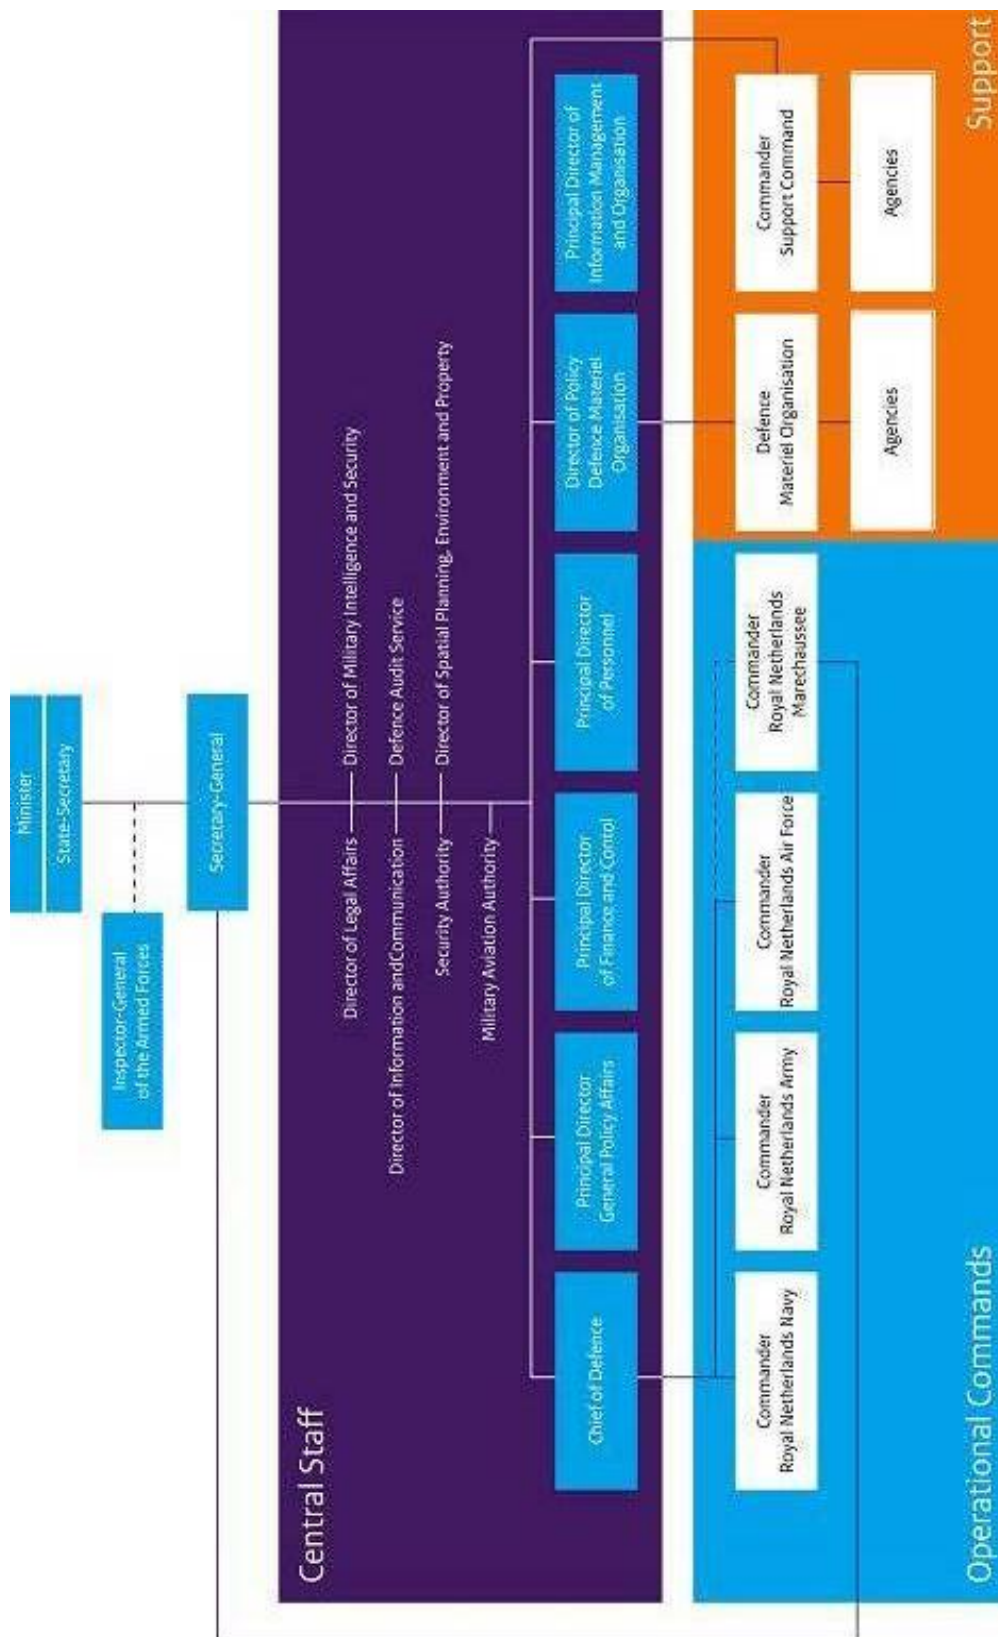 Minister
State-Secretary
Inspector-General
of the Armed Forces
Secretary-General
Central Staff
Director of Legal Affairs
Director of Military Intelligence and Security
Director of Information andCommunication
Defence Audit Service
Security Authority
Director of Spatial Planning, Environment and Property
Military Aviation Authority
Chief of Defence
Principal Director
General Policy Affairs
Principal Director
of Finance and Contol
Principal Director
of Personnel
Director of Policy
Defence Materiel
Organisation
Principal Director of
Information Management
and Organisation
Commander
Royal Netherlands Navy
Commander
Royal Netherlands Army
Commander
Royal Netherlands Air Force
Commander
Royal Netherlands
Marechaussee
Defence
Materiel Organisation
Commander
Support Command
Agencies
Agencies
Operational Commands
Support